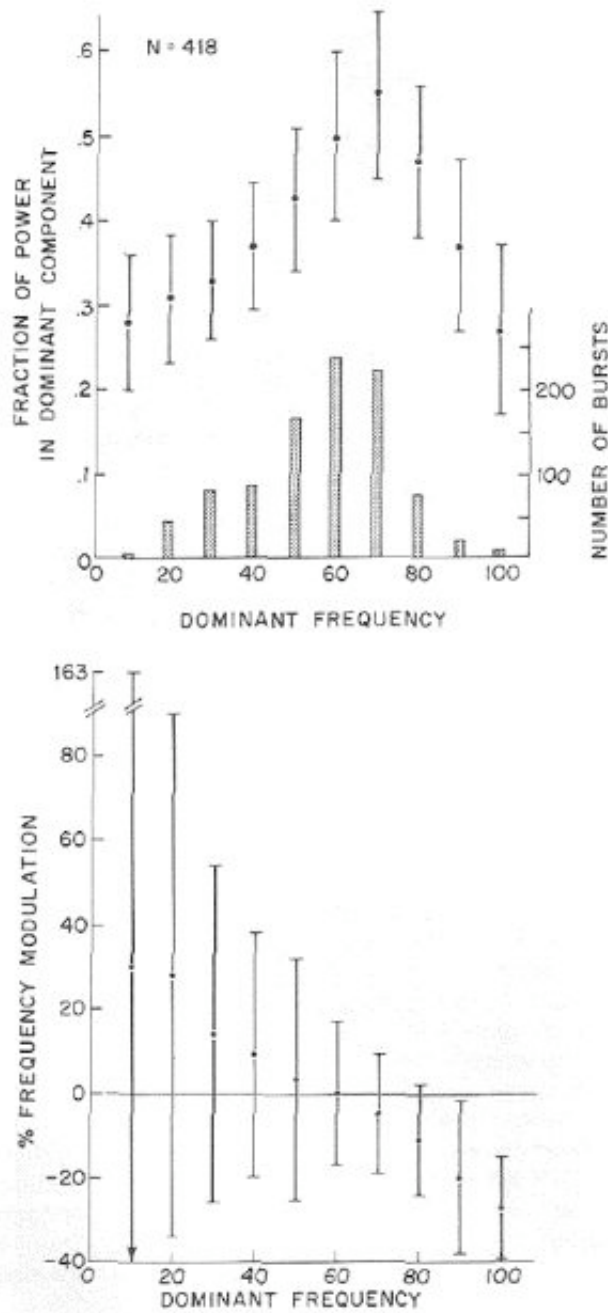 N = 418
FRACTION OF POWER
IN DOMINANT COMPONENT
.6
.5
.4
.3
.2
.1
0
200
100
NUMBER OF BURSTS
0 20 40 60 80 100
DOMINANT FREQUENCY
% FREQUENCY MODULATION
163
80
60
40
20
0
-20
-40
0 20 40 60 80 100
DOMINANT FREQUENCY